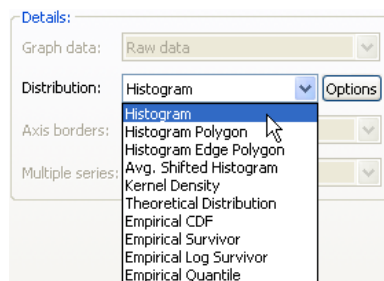 Details:
Graph data: Raw data
Distribution: Histogram Options
Histogram
Histogram Polygon
Axis borders: Histogram Edge Polygon
Multiple series: Avg. Shifted Histogram
Kernel Density
Theoretical Distribution
Empirical CDF
Empirical Survivor
Empirical Log Survivor
Empirical Quantile